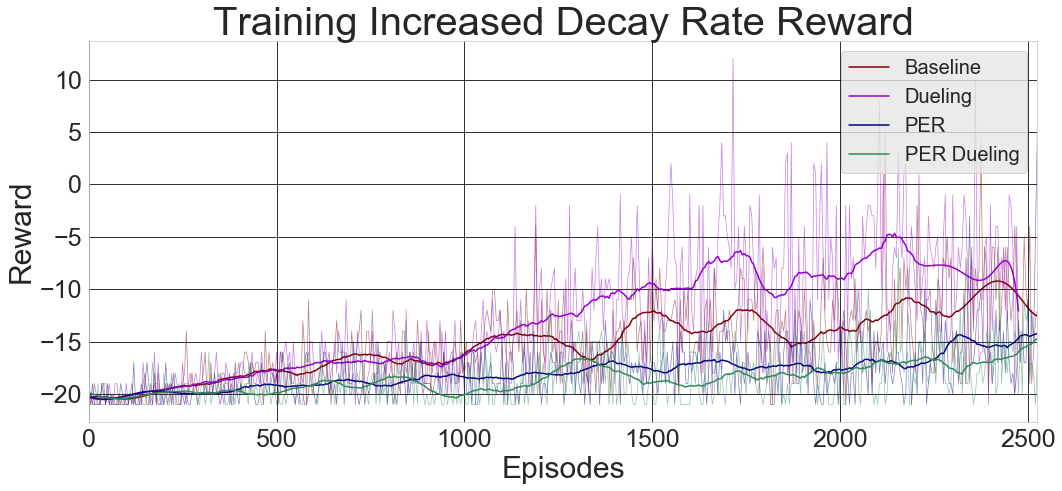 Training Increased Decay Rate Reward
Baseline
Dueling
PER
PER Dueling
Reward
10
5
0
−5
−10
−15
−20
0 500 1000 1500 2000 2500
Episodes